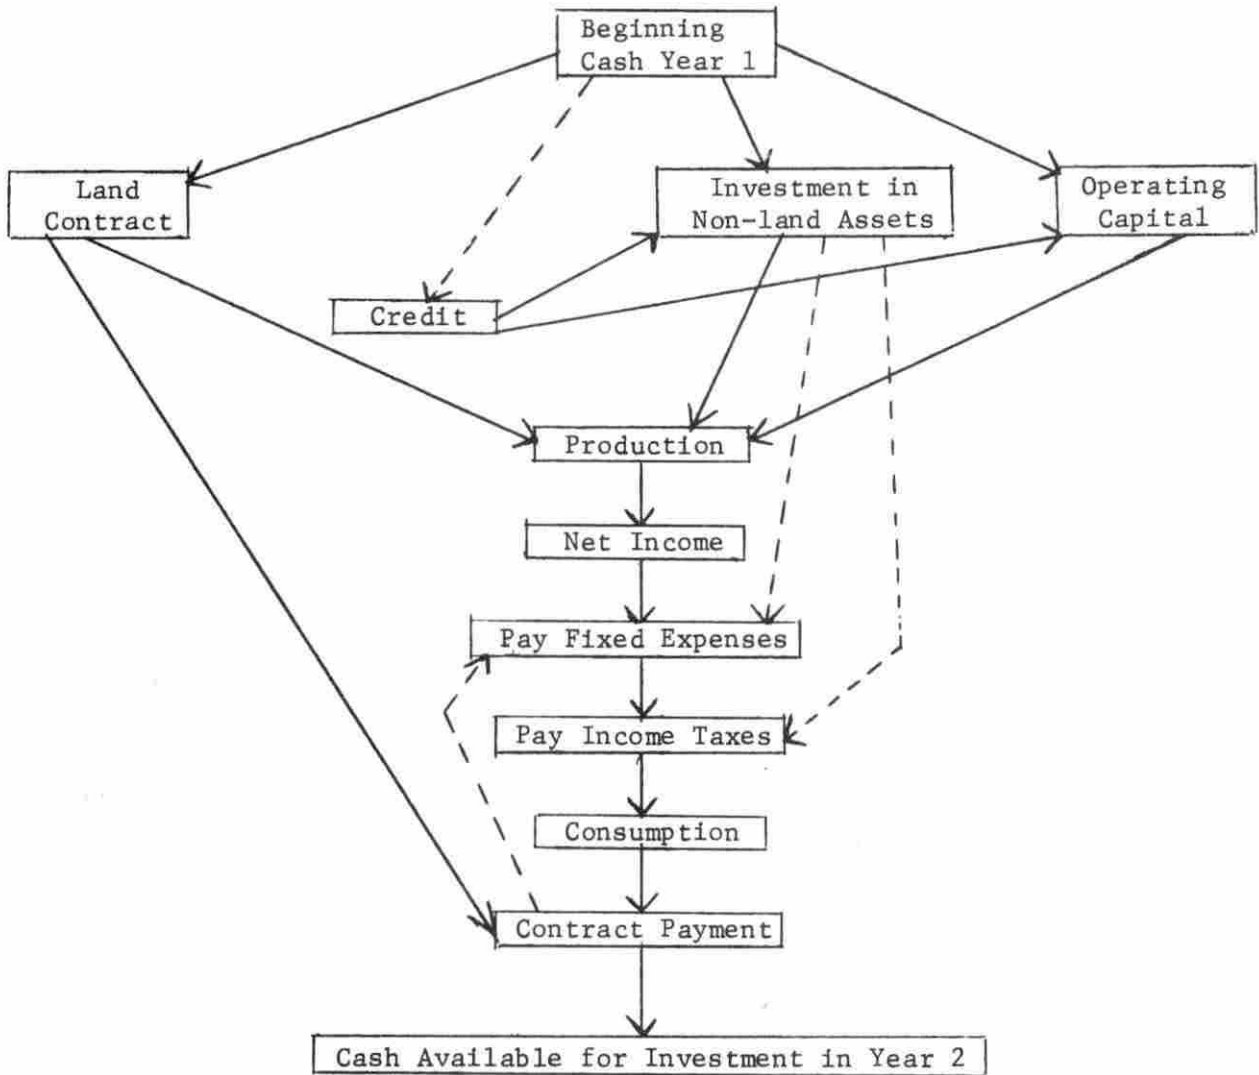 Beginning
Cash Year 1
Land
Contract
Investment in
Non-land Assets
Operating
Capital
Credit
Production
Net Income
Pay Fixed Expenses
Pay Income Taxes
Consumption
Contract Payment
Cash Available for Investment in Year 2